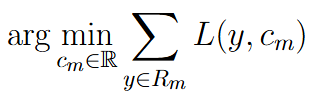 arg min_{c_m∈ℝ} ∑_{y∈R_m} L(y, c_m)